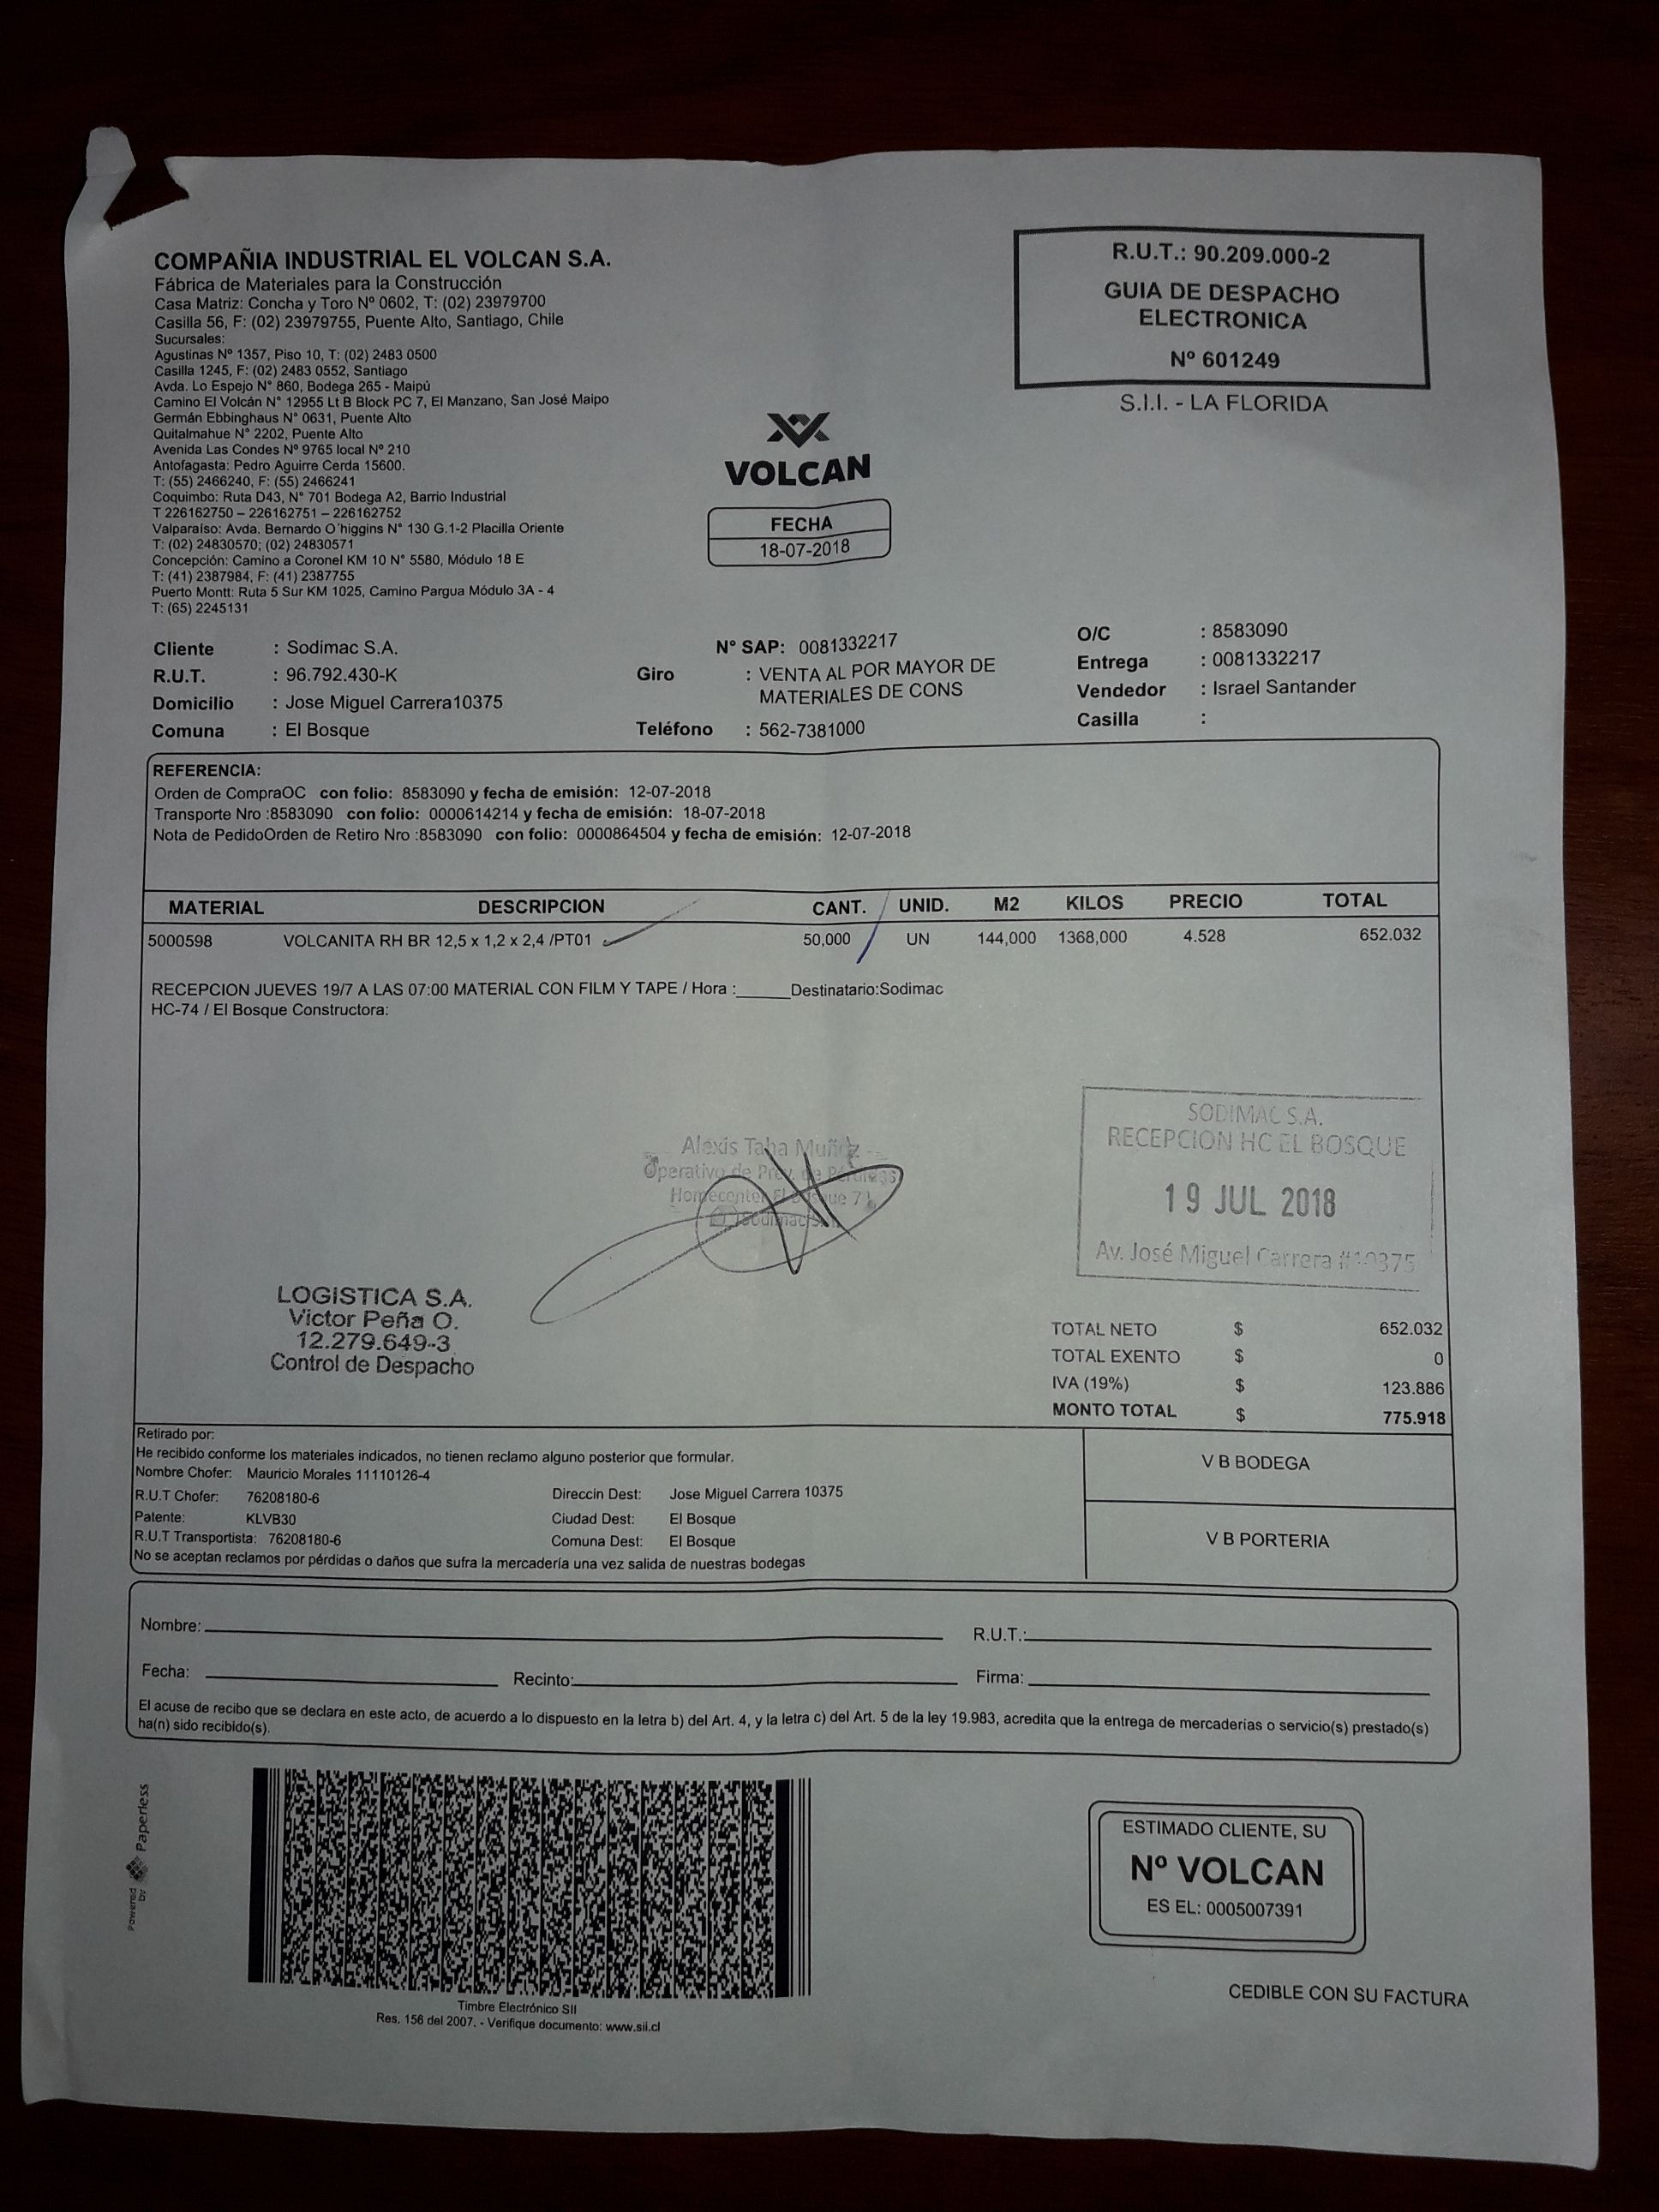 COMPAÑIA INDUSTRIAL EL VOLCAN S.A.
Fábrica de Materiales para la Construcción
Casa Matriz: Concha y Toro Nº 0602, T: (02) 23979700
Casilla 56, F: (02) 23979755, Puente Alto, Santiago, Chile
Sucursales:
Agustinas Nº 1357, Piso 10, T: (02) 2483 0500
Casilla 1245, F: (02) 2483 0552, Santiago
Avda. Lo Espejo N° 860, Bodega 265 - Maipú
Camino El Volcán N° 12955 Lt B Block PC 7, El Manzano, San José Maipo
Germán Ebbinghaus N° 0631, Puente Alto
Quitalmahue N° 2202, Puente Alto
Avenida Las Condes Nº 9765 local Nº 210
Antofagasta: Pedro Aguirre Cerda 15600.
T: (55) 2466240, F: (55) 2466241
Coquimbo: Ruta D43, N° 701 Bodega A2, Barrio Industrial
T 226162750 – 226162751 – 226162752
Valparaíso: Avda. Bernardo O´higgins N° 130 G.1-2 Placilla Oriente
T: (02) 24830570; (02) 24830571
Concepción: Camino a Coronel KM 10 N° 5580, Módulo 18 E
T: (41) 2387984, F: (41) 2387755
Puerto Montt: Ruta 5 Sur KM 1025, Camino Pargua Módulo 3A - 4
T: (65) 2245131
R.U.T.: 90.209.000-2
GUIA DE DESPACHO
ELECTRONICA
Nº 601249
S.I.I. - LA FLORIDA
VOLCAN
FECHA
18-07-2018
Cliente : Sodimac S.A. N° SAP: 0081332217 O/C : 8583090
R.U.T. : 96.792.430-K Giro : VENTA AL POR MAYOR DE Entrega : 0081332217
MATERIALES DE CONS
Domicilio : Jose Miguel Carrera10375 Vendedor : Israel Santander
Comuna : El Bosque Teléfono : 562-7381000 Casilla :
REFERENCIA:
Orden de CompraOC con folio: 8583090 y fecha de emisión: 12-07-2018
Transporte Nro :8583090 con folio: 0000614214 y fecha de emisión: 18-07-2018
Nota de PedidoOrden de Retiro Nro :8583090 con folio: 0000864504 y fecha de emisión: 12-07-2018
MATERIAL DESCRIPCION CANT. UNID. M2 KILOS PRECIO TOTAL
5000598 VOLCANITA RH BR 12,5 x 1,2 x 2,4 /PT01 50,000 UN 144,000 1368,000 4.528 652.032
RECEPCION JUEVES 19/7 A LAS 07:00 MATERIAL CON FILM Y TAPE / Hora :______Destinatario:Sodimac
HC-74 / El Bosque Constructora:
SODIMAC S.A.
RECEPCION HC EL BOSQUE
19 JUL 2018
Av. José Miguel Carrera #10375
Alexis Taha Muñoz
Operativo de Prev. de Pérdidas
Homecenter El Bosque
Sodimac
LOGISTICA S.A.
Victor Peña O.
12.279.649-3
Control de Despacho
TOTAL NETO $ 652.032
TOTAL EXENTO $ 0
IVA (19%) $ 123.886
MONTO TOTAL $ 775.918
Retirado por:
He recibido conforme los materiales indicados, no tienen reclamo alguno posterior que formular.
Nombre Chofer: Mauricio Morales 11110126-4
R.U.T Chofer: 76208180-6 Direccin Dest: Jose Miguel Carrera 10375
Patente: KLVB30 Ciudad Dest: El Bosque
R.U.T Transportista: 76208180-6 Comuna Dest: El Bosque
No se aceptan reclamos por pérdidas o daños que sufra la mercadería una vez salida de nuestras bodegas
V B BODEGA
V B PORTERIA
Nombre: R.U.T.:
Fecha: Recinto: Firma:
El acuse de recibo que se declara en este acto, de acuerdo a lo dispuesto en la letra b) del Art. 4, y la letra c) del Art. 5 de la ley 19.983, acredita que la entrega de mercaderías o servicio(s) prestado(s)
ha(n) sido recibido(s).
Powered by Paperless
Timbre Electrónico SII
Res. 156 del 2007. - Verifique documento: www.sii.cl
ESTIMADO CLIENTE, SU
Nº VOLCAN
ES EL: 0005007391
CEDIBLE CON SU FACTURA